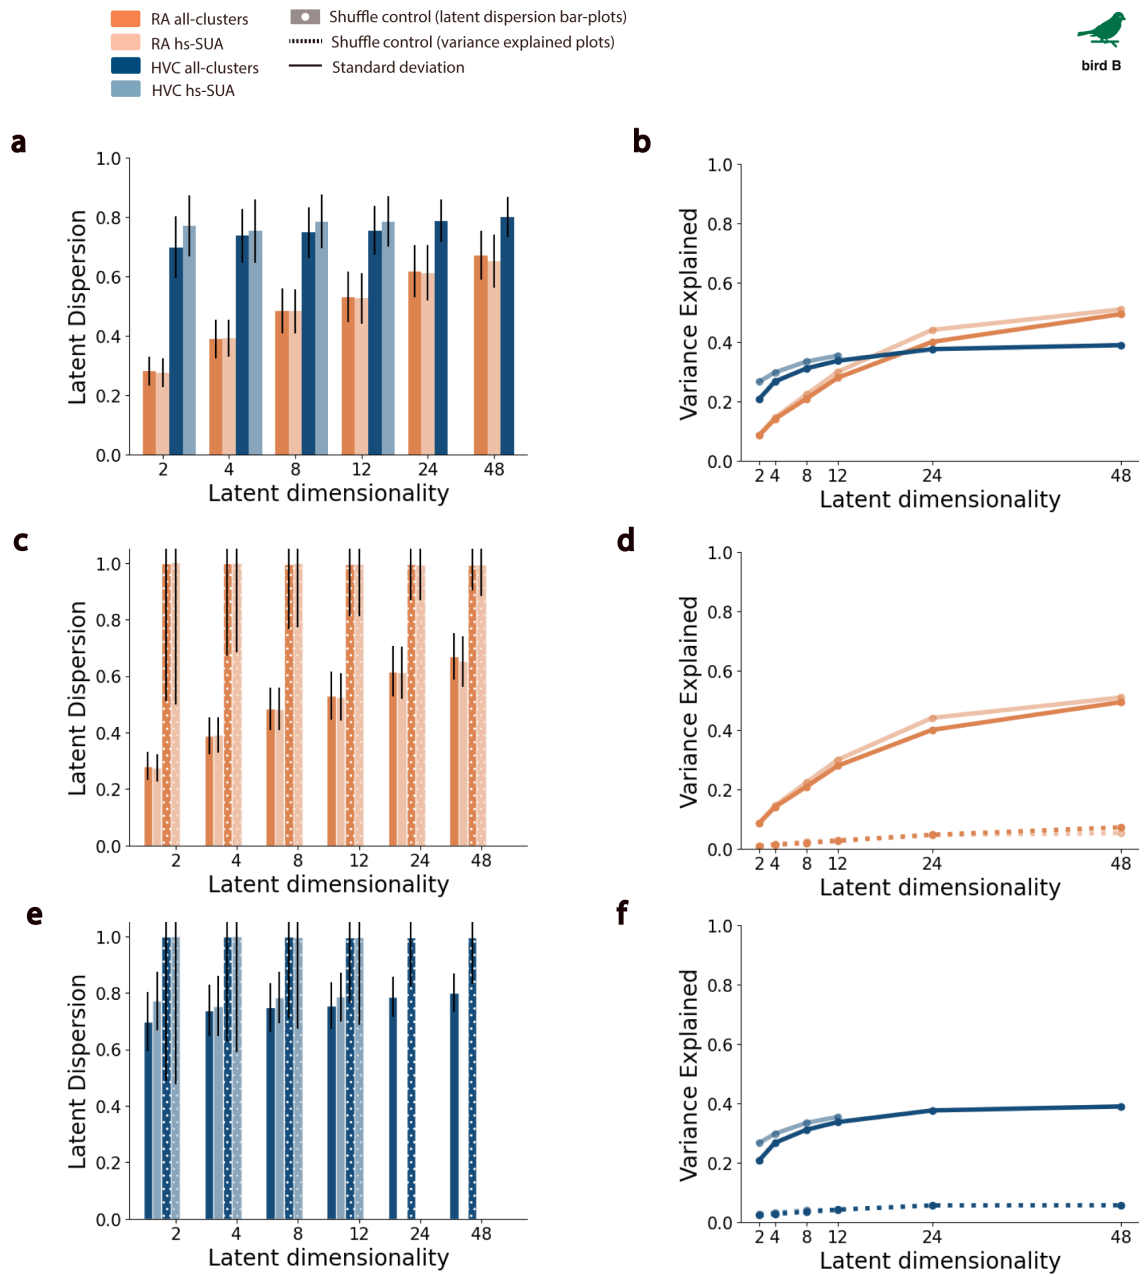 RA all-clusters
RA hs-SUA
HVC all-clusters
HVC hs-SUA
Shuffle control (latent dispersion bar-plots)
Shuffle control (variance explained plots)
Standard deviation
bird B
a
1.0
0.8
0.6
0.4
0.2
0.0
Latent Dispersion
2 4 8 12 24 48
Latent dimensionality
b
1.0
0.8
0.6
0.4
0.2
0.0
Variance Explained
2 4 8 12 24 48
Latent dimensionality
c
1.0
0.8
0.6
0.4
0.2
0.0
Latent Dispersion
2 4 8 12 24 48
Latent dimensionality
d
1.0
0.8
0.6
0.4
0.2
0.0
Variance Explained
2 4 8 12 24 48
Latent dimensionality
e
1.0
0.8
0.6
0.4
0.2
0.0
Latent Dispersion
2 4 8 12 24 48
Latent dimensionality
f
1.0
0.8
0.6
0.4
0.2
0.0
Variance Explained
2 4 8 12 24 48
Latent dimensionality